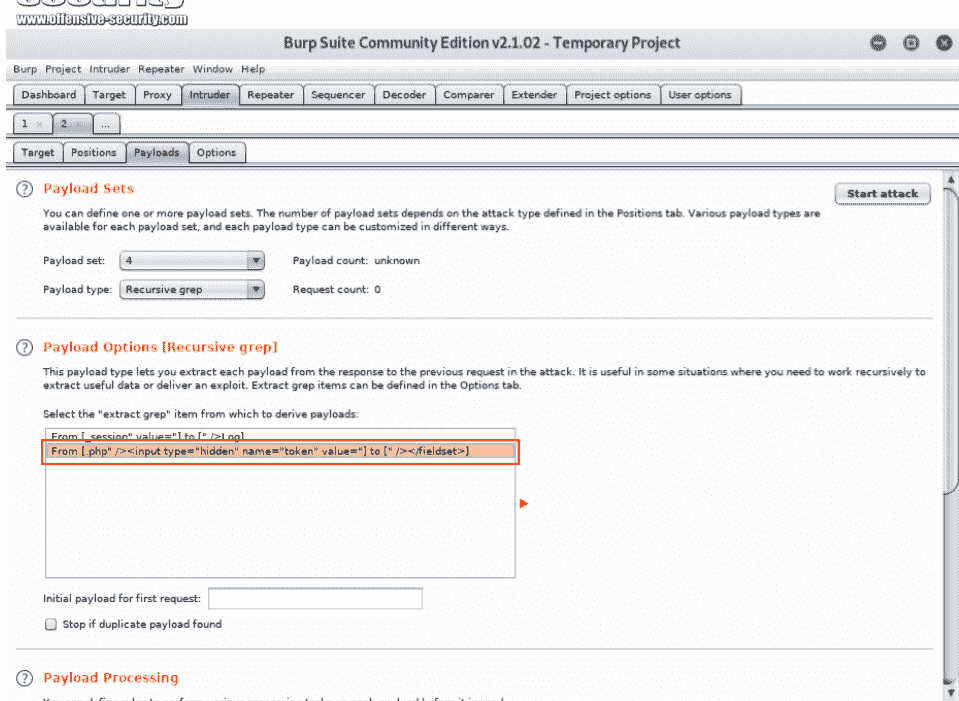 security
www.offensive-security.com
Burp Suite Community Edition v2.1.02 - Temporary Project
Burp Project Intruder Repeater Window Help
Dashboard Target Proxy Intruder Repeater Sequencer Decoder Comparer Extender Project options User options
1 × 2 × ...
Target Positions Payloads Options
? Payload Sets
Start attack
You can define one or more payload sets. The number of payload sets depends on the attack type defined in the Positions tab. Various payload types are
available for each payload set, and each payload type can be customized in different ways.
Payload set: 4 Payload count: unknown
Payload type: Recursive grep Request count: 0
? Payload Options [Recursive grep]
This payload type lets you extract each payload from the response to the previous request in the attack. It is useful in some situations where you need to work recursively to
extract useful data or deliver an exploit. Extract grep items can be defined in the Options tab.
Select the "extract grep" item from which to derive payloads:
From [_session" value="] to [" />Log]
From [.php" /><input type="hidden" name="token" value="] to [" /></fieldset>]
Initial payload for first request:
Stop if duplicate payload found
? Payload Processing